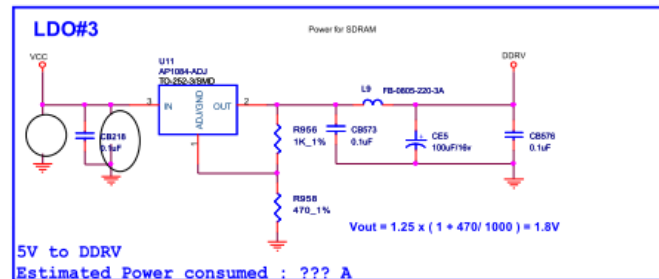 LDO#3
Power for SDRAM
VCC
U11
AP1084-ADJ
TO-252-3/SMD
DDRV
L9 FB-0805-220-3A
3 IN OUT 2
ADJ/GND
1
CB218
0.1uF
R956
1K_1%
CB573
0.1uF
CE5
100uF/16v
CB576
0.1uF
R958
470_1%
Vout = 1.25 x ( 1 + 470/ 1000 ) = 1.8V
5V to DDRV
Estimated Power consumed : ??? A